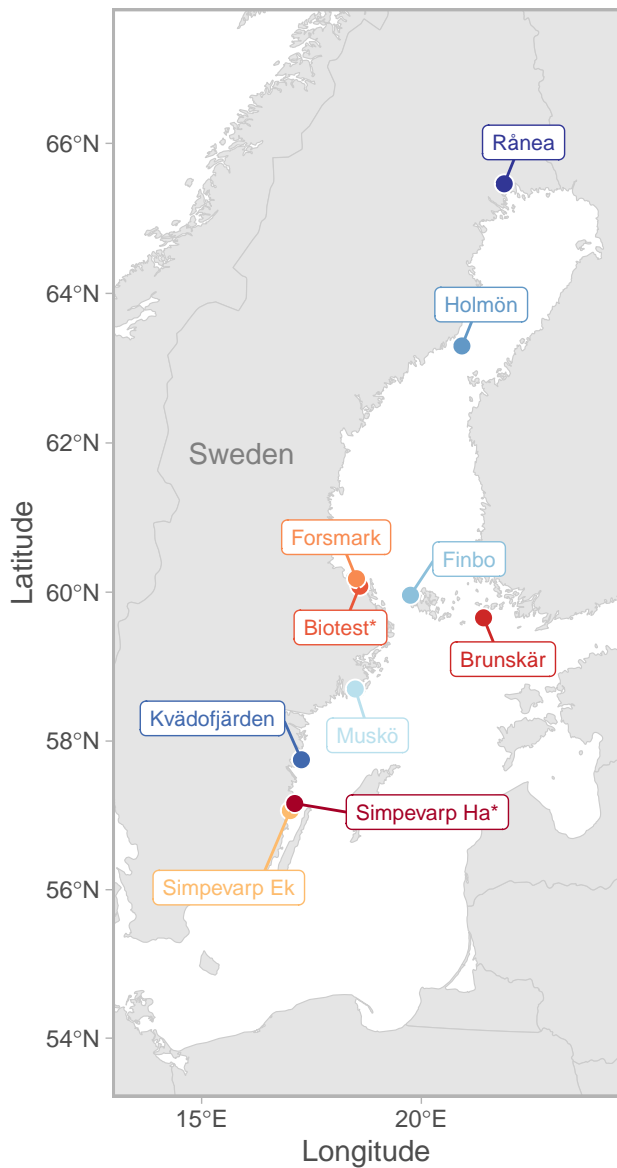 66°N
Rånea
64°N
Holmön
62°N
Sweden
Forsmark
Finbo
60°N
Biotest*
Brunskär
Kvädofjärden
Muskö
58°N
Simpevarp Ha*
Simpevarp Ek
56°N
54°N
15°E
20°E
Longitude
Latitude